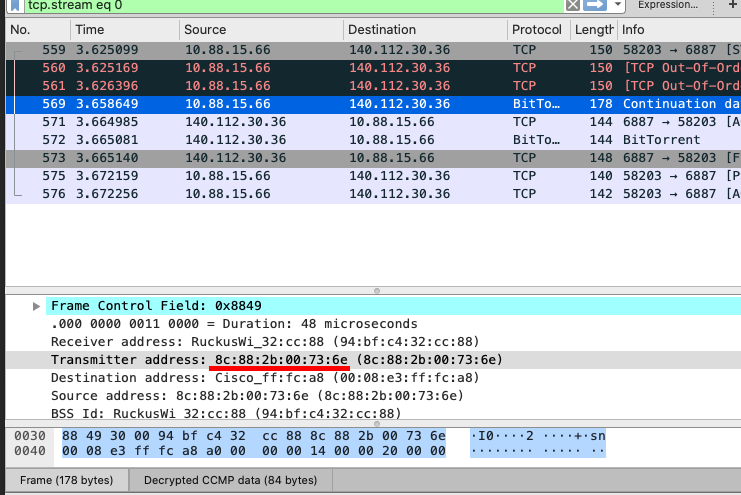 tcp.stream eq 0 Expression… +
No. Time Source Destination Protocol Length Info
559 3.625099 10.88.15.66 140.112.30.36 TCP 150 58203 → 6887 [S
560 3.625169 10.88.15.66 140.112.30.36 TCP 150 [TCP Out-Of-Ord
561 3.626396 10.88.15.66 140.112.30.36 TCP 150 [TCP Out-Of-Ord
569 3.658649 10.88.15.66 140.112.30.36 BitTo… 178 Continuation da
571 3.664985 140.112.30.36 10.88.15.66 TCP 144 6887 → 58203 [A
572 3.665081 140.112.30.36 10.88.15.66 BitTo… 144 BitTorrent
573 3.665140 140.112.30.36 10.88.15.66 TCP 148 6887 → 58203 [F
575 3.672159 10.88.15.66 140.112.30.36 TCP 140 58203 → 6887 [P
576 3.672256 10.88.15.66 140.112.30.36 TCP 142 58203 → 6887 [A
Frame Control Field: 0x8849
.000 0000 0011 0000 = Duration: 48 microseconds
Receiver address: RuckusWi_32:cc:88 (94:bf:c4:32:cc:88)
Transmitter address: 8c:88:2b:00:73:6e (8c:88:2b:00:73:6e)
Destination address: Cisco_ff:fc:a8 (00:08:e3:ff:fc:a8)
Source address: 8c:88:2b:00:73:6e (8c:88:2b:00:73:6e)
BSS Id: RuckusWi_32:cc:88 (94:bf:c4:32:cc:88)
0030 88 49 30 00 94 bf c4 32 cc 88 8c 88 2b 00 73 6e ·I0····2 ····+·sn
0040 00 08 e3 ff fc a8 a0 00 00 00 14 00 00 20 00 00 ········ ····· ··
Frame (178 bytes) Decrypted CCMP data (84 bytes)